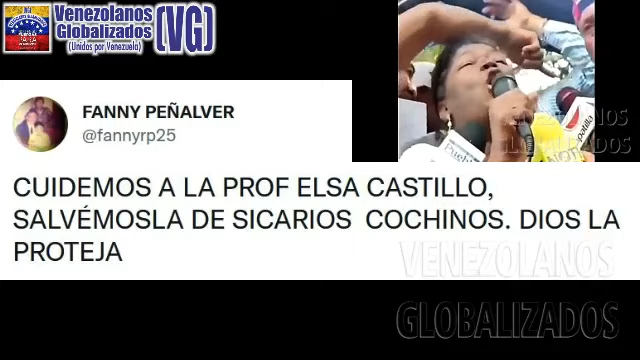 Venezolanos
Globalizados
(Unidos por Venezuela)
(VG)
FANNY PEÑALVER
@fannyrp25
CUIDEMOS A LA PROF ELSA CASTILLO,
SALVÉMOSLA DE SICARIOS COCHINOS. DIOS LA
PROTEJA
VENEZOLANOS
GLOBALIZADOS